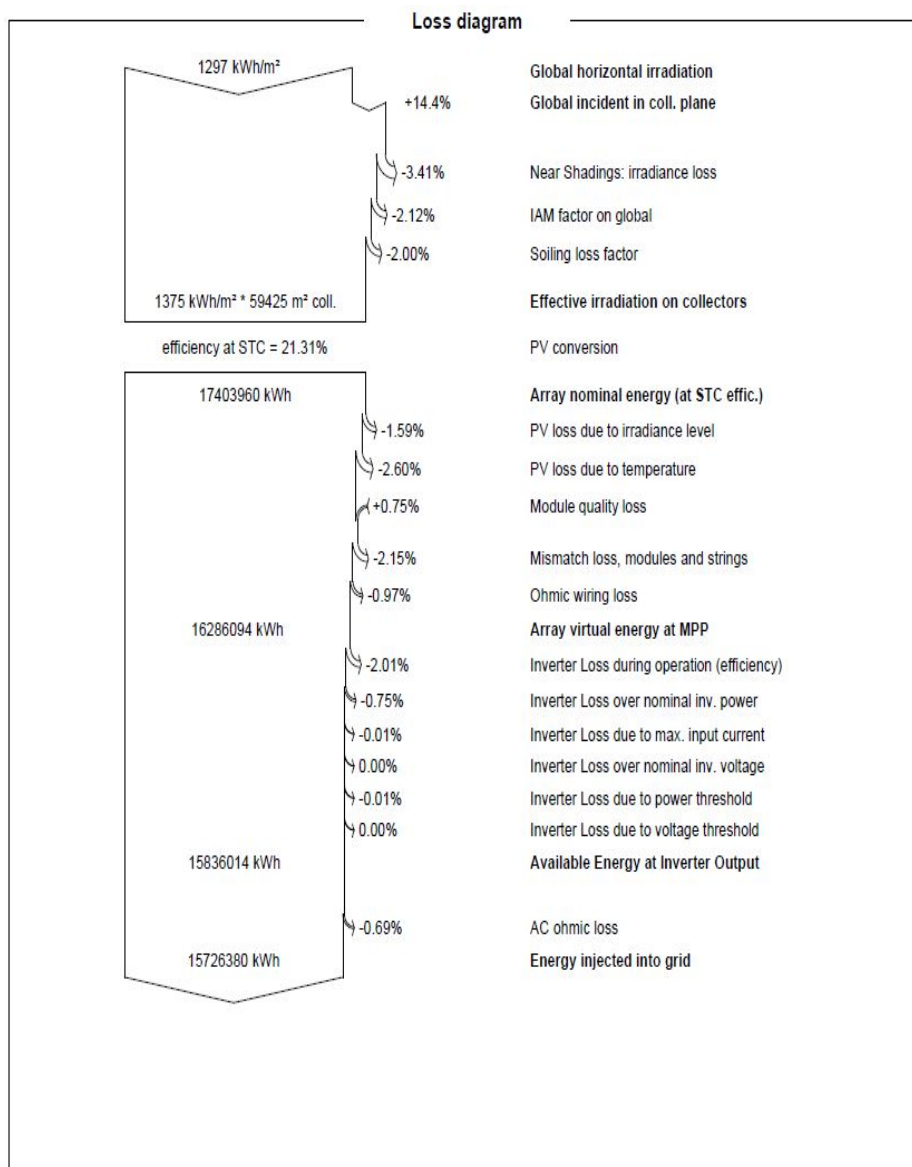 Loss diagram
1297 kWh/m² Global horizontal irradiation
+14.4% Global incident in coll. plane
-3.41% Near Shadings: irradiance loss
-2.12% IAM factor on global
-2.00% Soiling loss factor
1375 kWh/m² * 59425 m² coll. Effective irradiation on collectors
efficiency at STC = 21.31% PV conversion
17403960 kWh Array nominal energy (at STC effic.)
-1.59% PV loss due to irradiance level
-2.60% PV loss due to temperature
+0.75% Module quality loss
-2.15% Mismatch loss, modules and strings
-0.97% Ohmic wiring loss
16286094 kWh Array virtual energy at MPP
-2.01% Inverter Loss during operation (efficiency)
-0.75% Inverter Loss over nominal inv. power
-0.01% Inverter Loss due to max. input current
0.00% Inverter Loss over nominal inv. voltage
-0.01% Inverter Loss due to power threshold
0.00% Inverter Loss due to voltage threshold
15836014 kWh Available Energy at Inverter Output
-0.69% AC ohmic loss
15726380 kWh Energy injected into grid